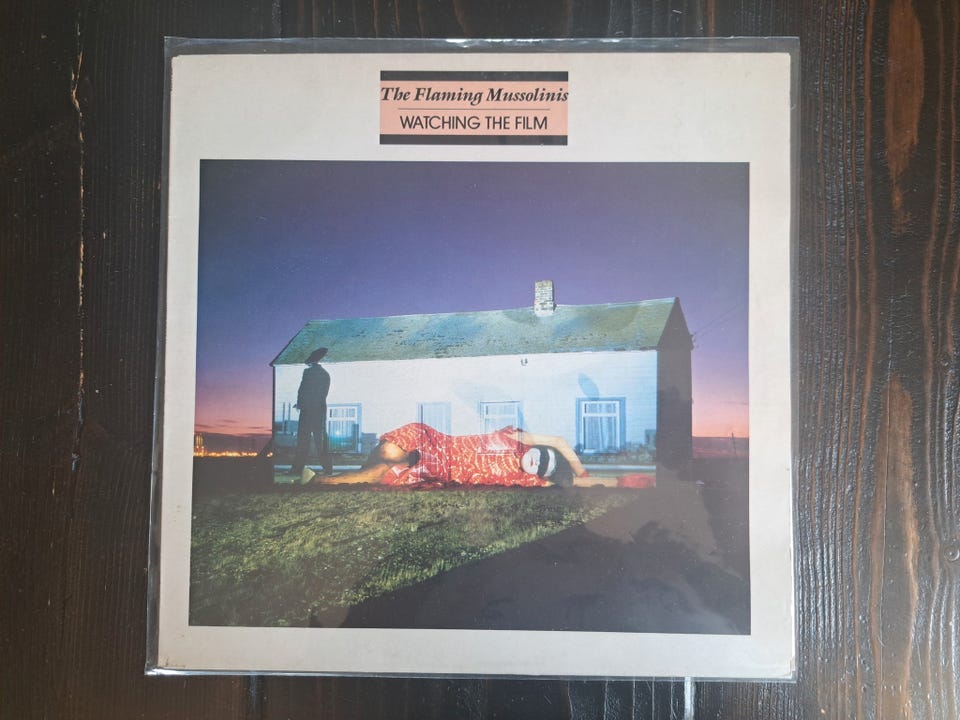 The Flaming Mussolinis
WATCHING THE FILM